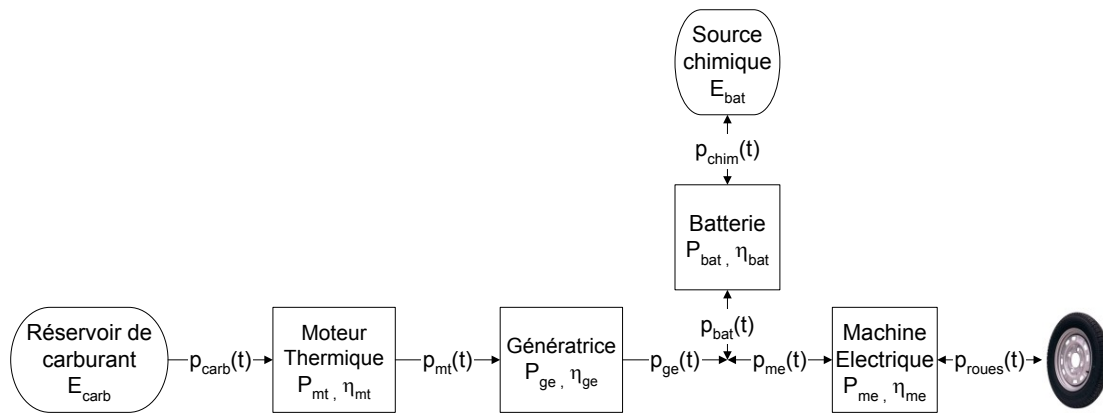 Source
chimique
E_bat
p_chim(t)
Batterie
P_bat , η_bat
p_bat(t)
Réservoir de
carburant
E_carb
p_carb(t)
Moteur
Thermique
P_mt , η_mt
p_mt(t)
Génératrice
P_ge , η_ge
p_ge(t)
p_me(t)
Machine
Electrique
P_me , η_me
p_roues(t)